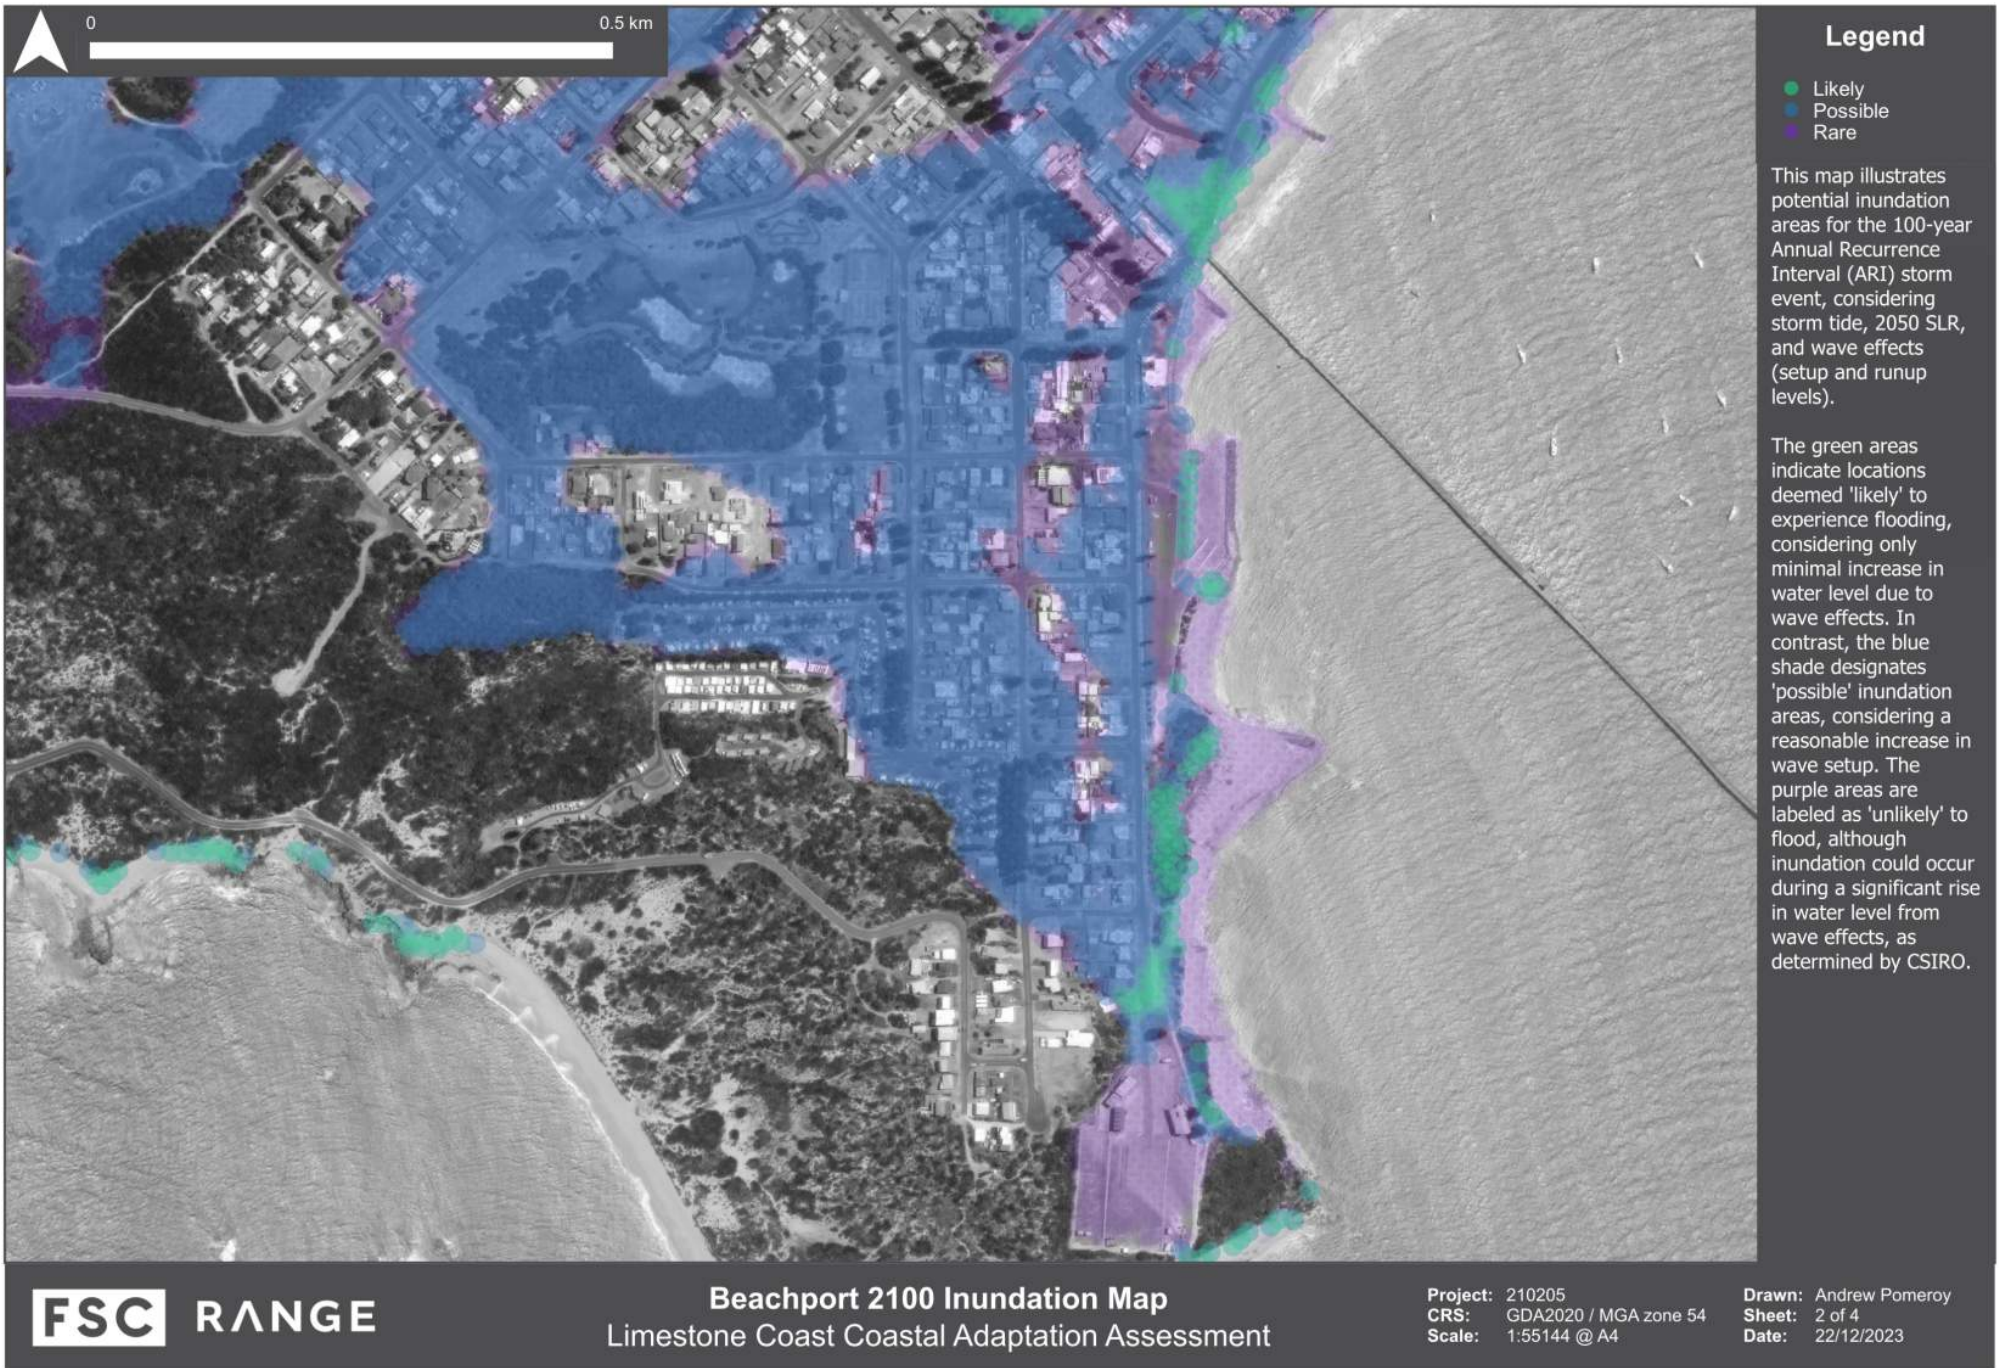 0 0.5 km
Legend
Likely
Possible
Rare
This map illustrates
potential inundation
areas for the 100-year
Annual Recurrence
Interval (ARI) storm
event, considering
storm tide, 2050 SLR,
and wave effects
(setup and runup
levels).
The green areas
indicate locations
deemed 'likely' to
experience flooding,
considering only
minimal increase in
water level due to
wave effects. In
contrast, the blue
shade designates
'possible' inundation
areas, considering a
reasonable increase in
wave setup. The
purple areas are
labeled as 'unlikely' to
flood, although
inundation could occur
during a significant rise
in water level from
wave effects, as
determined by CSIRO.
FSC RANGE
Beachport 2100 Inundation Map
Limestone Coast Coastal Adaptation Assessment
Project: 210205
CRS: GDA2020 / MGA zone 54
Scale: 1:55144 @ A4
Drawn: Andrew Pomeroy
Sheet: 2 of 4
Date: 22/12/2023